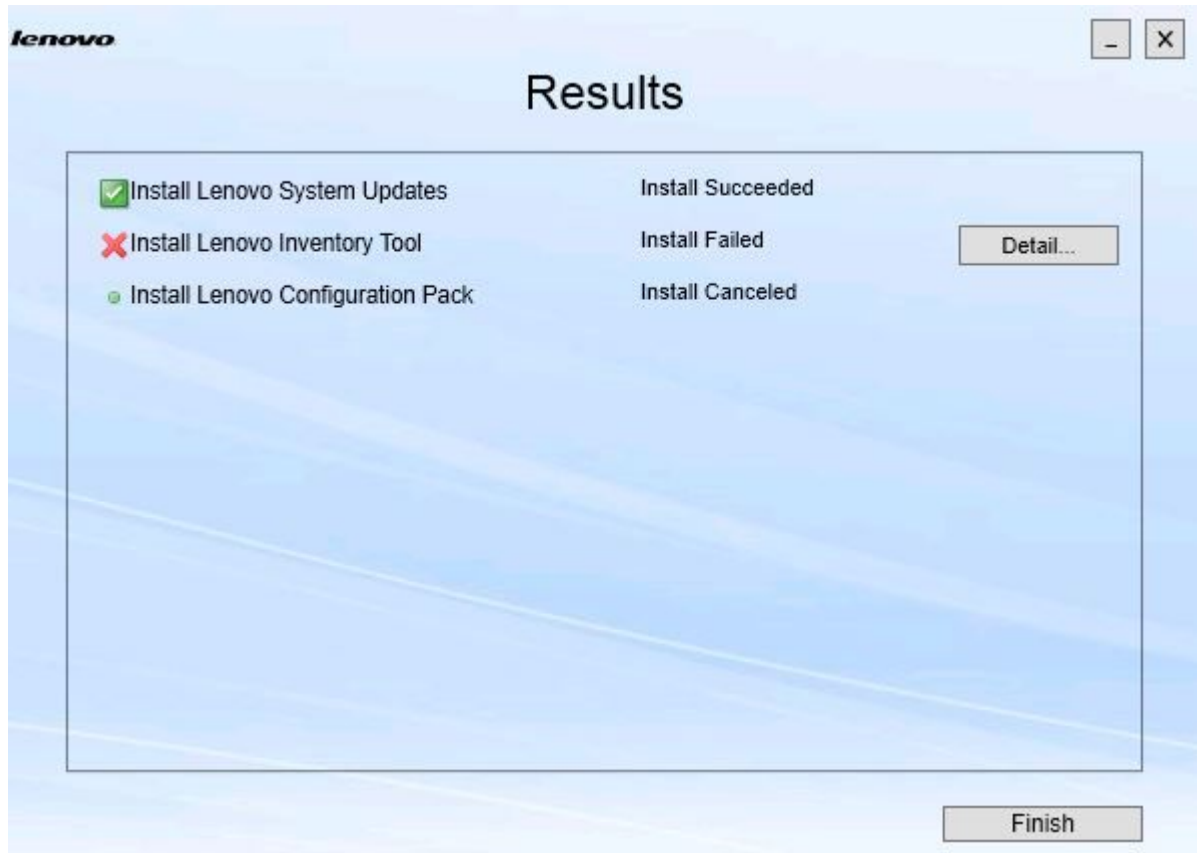 lenovo
Results
Install Lenovo System Updates Install Succeeded
Install Lenovo Inventory Tool Install Failed Detail...
Install Lenovo Configuration Pack Install Canceled
Finish